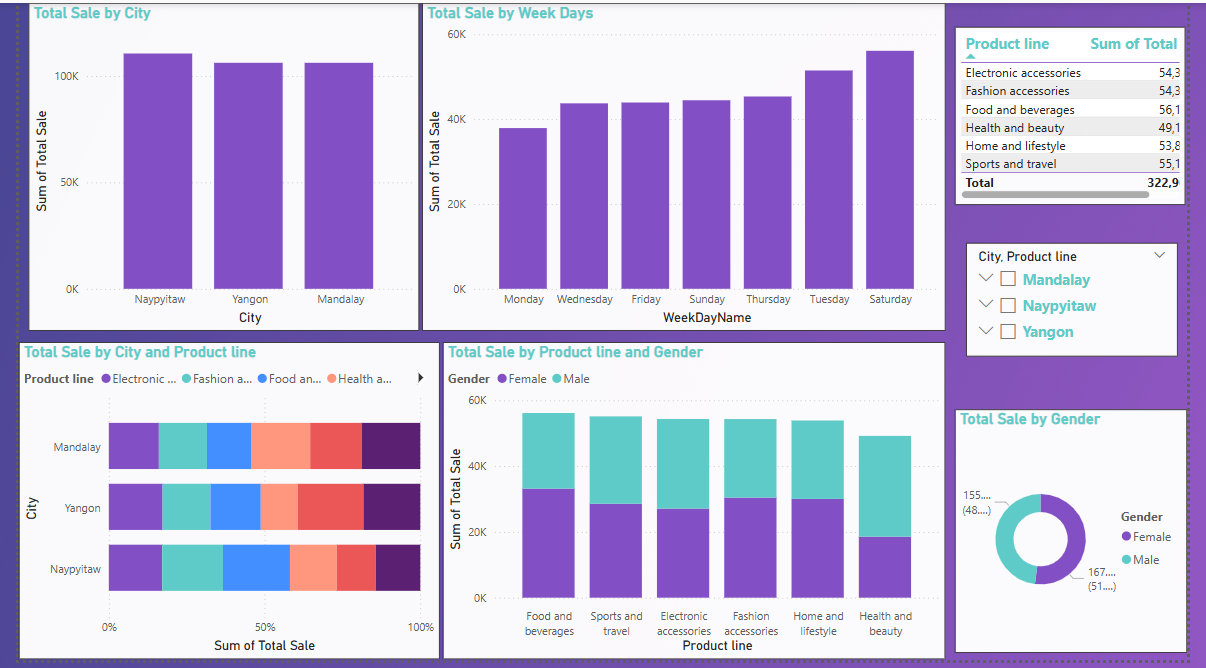 Total Sale by City
100K
50K
0K
Sum of Total Sale
Naypyitaw Yangon Mandalay
City
Total Sale by Week Days
60K
40K
20K
0K
Sum of Total Sale
Monday Wednesday Friday Sunday Thursday Tuesday Saturday
WeekDayName
Product line Sum of Total
Electronic accessories 54,3
Fashion accessories 54,3
Food and beverages 56,1
Health and beauty 49,1
Home and lifestyle 53,8
Sports and travel 55,1
Total 322,9
City, Product line
Mandalay
Naypyitaw
Yangon
Total Sale by City and Product line
Product line Electronic ... Fashion a... Food an... Health a...
Mandalay
Yangon
Naypyitaw
City
0% 50% 100%
Sum of Total Sale
Total Sale by Product line and Gender
Gender Female Male
60K
40K
20K
0K
Sum of Total Sale
Food and beverages
Sports and travel
Electronic accessories
Fashion accessories
Home and lifestyle
Health and beauty
Product line
Total Sale by Gender
155....
(48....)
167....
(51....)
Gender
Female
Male